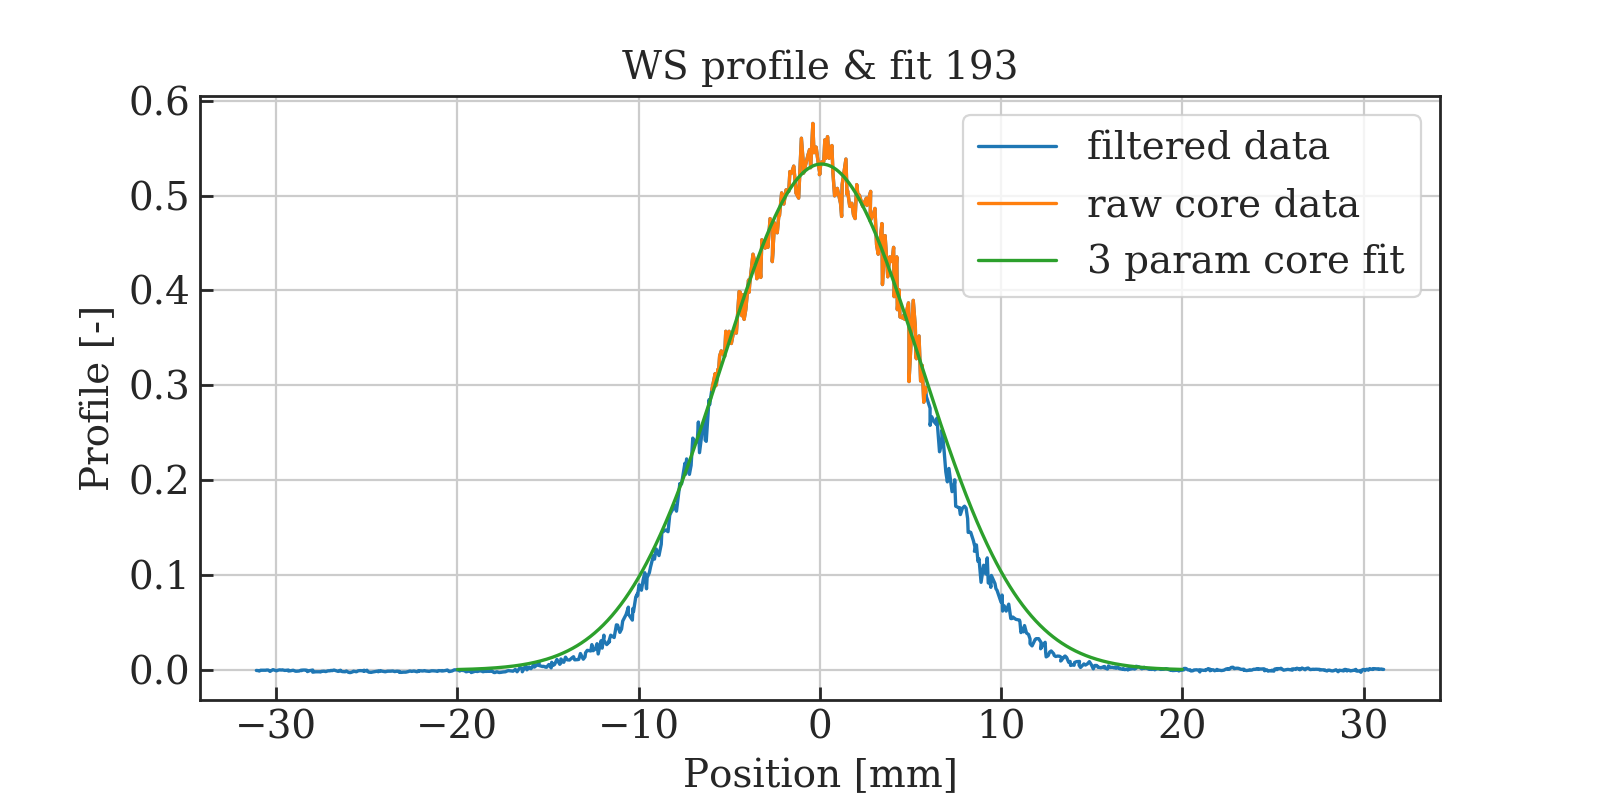 WS profile & fit 193
0.6
0.5
0.4
0.3
0.2
0.1
0.0
Profile [-]
filtered data
raw core data
3 param core fit
−30
−20
−10
0
10
20
30
Position [mm]